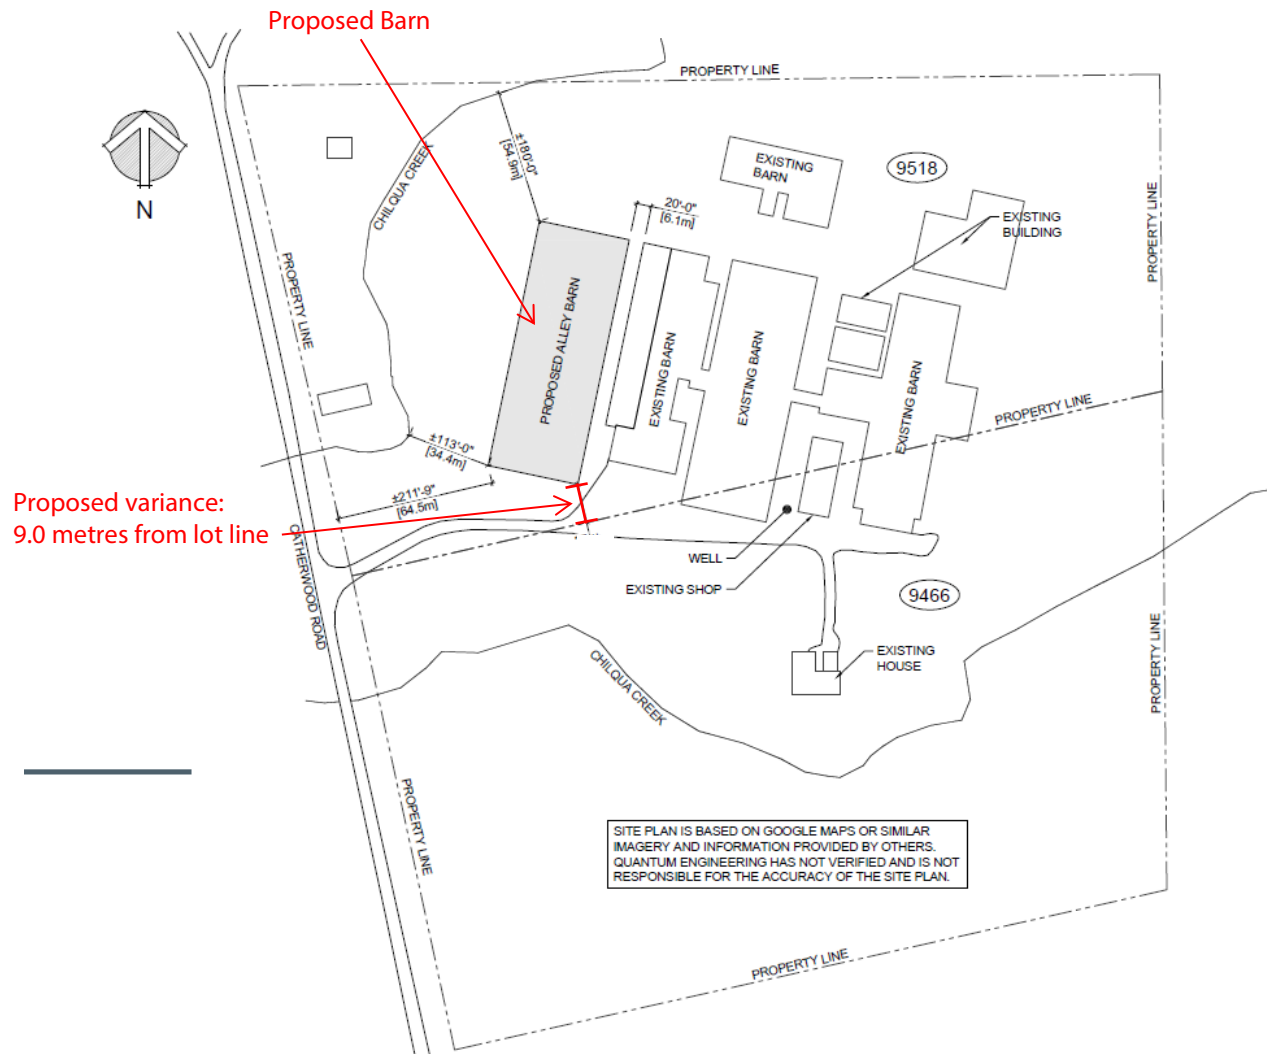 Proposed Barn
PROPERTY LINE
±180'-0"
[54.9m]
CHILQUA CREEK
EXISTING
BARN
9518
N
20'-0"
[6.1m]
EXISTING
BUILDING
PROPERTY LINE
PROPERTY LINE
PROPOSED ALLEY BARN
EXISTING BARN
EXISTING BARN
EXISTING BARN
PROPERTY LINE
±113'-0"
[34.4m]
±211'-9"
[64.5m]
Proposed variance:
9.0 metres from lot line
CATHERWOOD ROAD
WELL
EXISTING SHOP
9466
EXISTING
HOUSE
PROPERTY LINE
CHILQUA CREEK
PROPERTY LINE
SITE PLAN IS BASED ON GOOGLE MAPS OR SIMILAR
IMAGERY AND INFORMATION PROVIDED BY OTHERS.
QUANTUM ENGINEERING HAS NOT VERIFIED AND IS NOT
RESPONSIBLE FOR THE ACCURACY OF THE SITE PLAN.
PROPERTY LINE